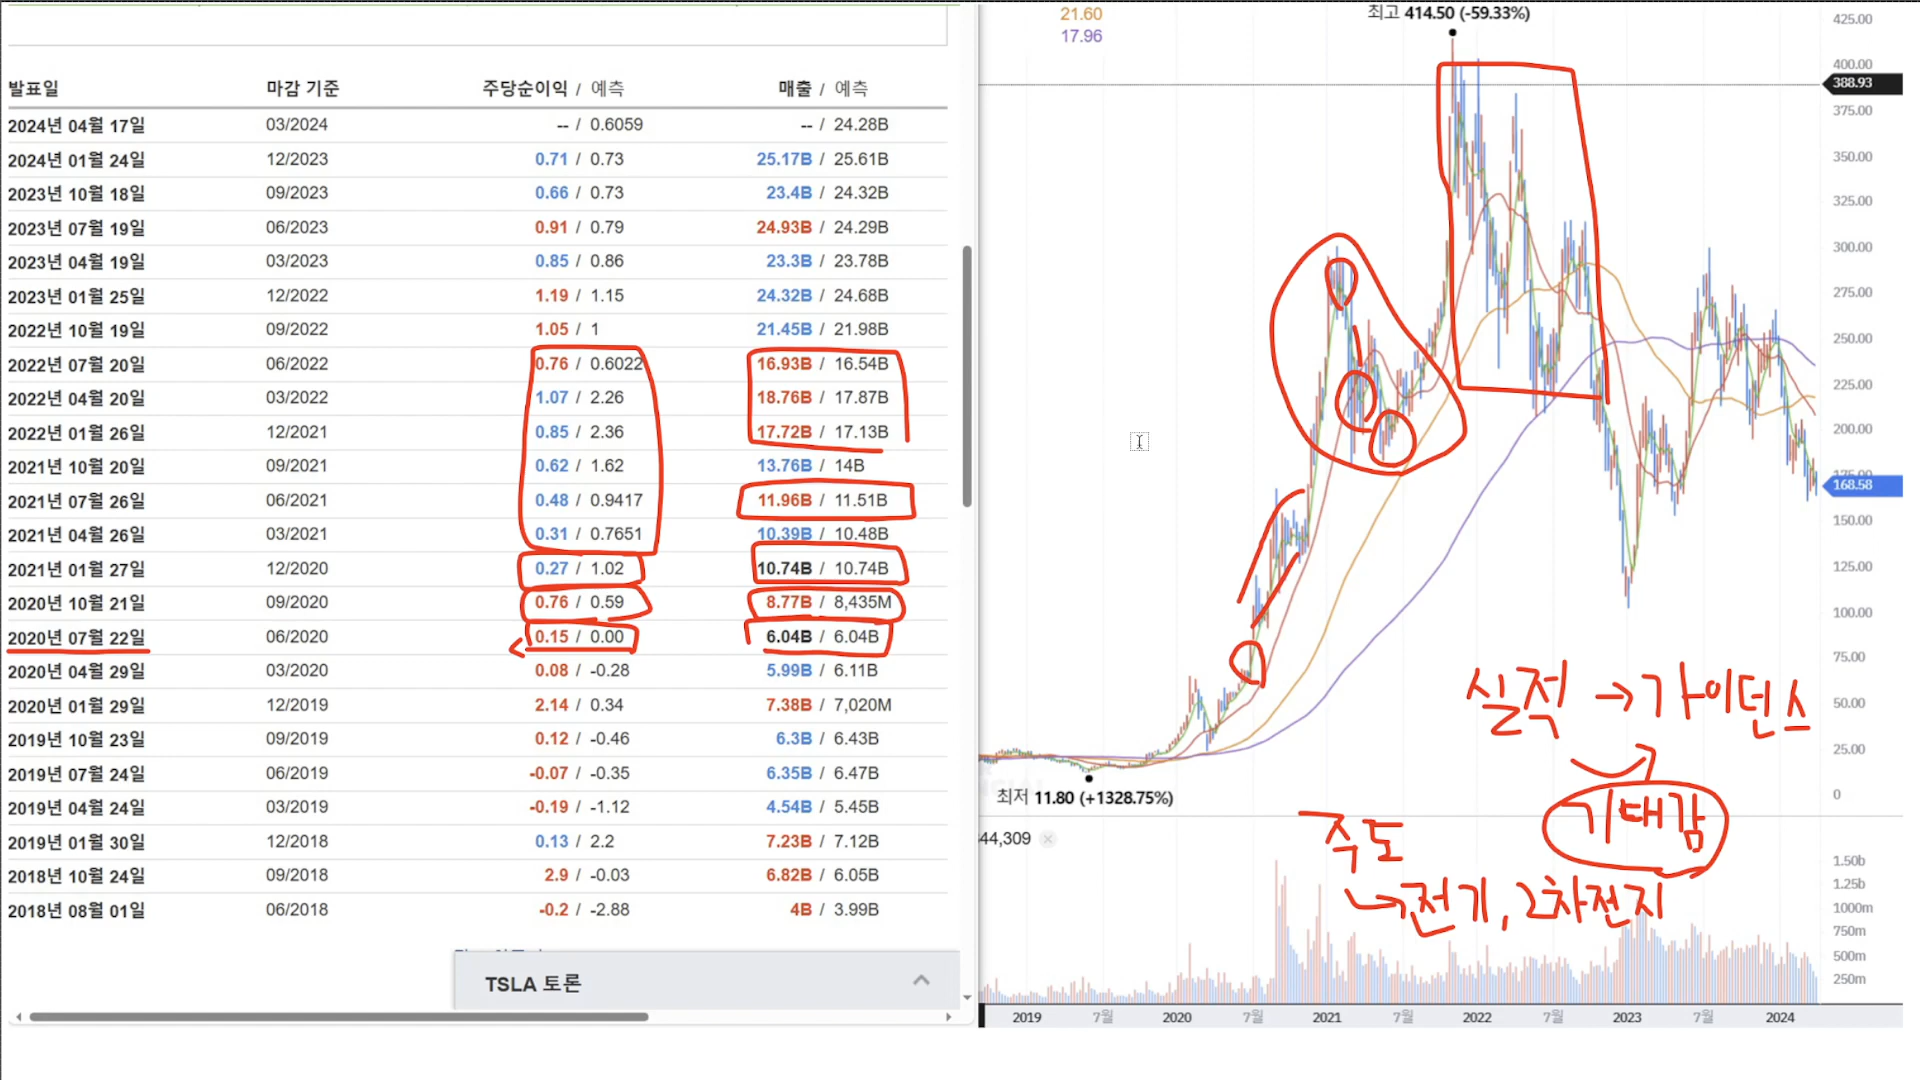 발표일 마감 기준 주당순이익 / 예측 매출 / 예측
2024년 04월 17일 03/2024 -- / 0.6059 -- / 24.28B
2024년 01월 24일 12/2023 0.71 / 0.73 25.17B / 25.61B
2023년 10월 18일 09/2023 0.66 / 0.73 23.4B / 24.32B
2023년 07월 19일 06/2023 0.91 / 0.79 24.93B / 24.29B
2023년 04월 19일 03/2023 0.85 / 0.86 23.3B / 23.78B
2023년 01월 25일 12/2022 1.19 / 1.15 24.32B / 24.68B
2022년 10월 19일 09/2022 1.05 / 1 21.45B / 21.98B
2022년 07월 20일 06/2022 0.76 / 0.6022 16.93B / 16.54B
2022년 04월 20일 03/2022 1.07 / 2.26 18.76B / 17.87B
2022년 01월 26일 12/2021 0.85 / 2.36 17.72B / 17.13B
2021년 10월 20일 09/2021 0.62 / 1.62 13.76B / 14B
2021년 07월 26일 06/2021 0.48 / 0.9417 11.96B / 11.51B
2021년 04월 26일 03/2021 0.31 / 0.7651 10.39B / 10.48B
2021년 01월 27일 12/2020 0.27 / 1.02 10.74B / 10.74B
2020년 10월 21일 09/2020 0.76 / 0.59 8.77B / 8,435M
2020년 07월 22일 06/2020 0.15 / 0.00 6.04B / 6.04B
2020년 04월 29일 03/2020 0.08 / -0.28 5.99B / 6.11B
2020년 01월 29일 12/2019 2.14 / 0.34 7.38B / 7,020M
2019년 10월 23일 09/2019 0.12 / -0.46 6.3B / 6.43B
2019년 07월 24일 06/2019 -0.07 / -0.35 6.35B / 6.47B
2019년 04월 24일 03/2019 -0.19 / -1.12 4.54B / 5.45B
2019년 01월 30일 12/2018 0.13 / 2.2 7.23B / 7.12B
2018년 10월 24일 09/2018 2.9 / -0.03 6.82B / 6.05B
2018년 08월 01일 06/2018 -0.2 / -2.88 4B / 3.99B
TSLA 토론
21.60
17.96
최고 414.50 (-59.33%)
425.00
400.00
388.93
375.00
350.00
325.00
300.00
275.00
250.00
225.00
200.00
168.58
150.00
125.00
100.00
75.00
50.00
25.00
0
최저 11.80 (+1328.75%)
실적 → 가이던스
기대감
주도
↳전기, 2차전지
44,309
1.50b
1.25b
1000m
750m
500m
250m
2019 7월 2020 7월 2021 7월 2022 7월 2023 7월 2024